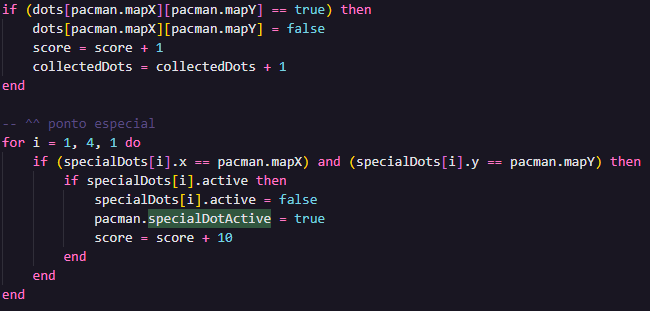 if (dots[pacman.mapX][pacman.mapY] == true) then
    dots[pacman.mapX][pacman.mapY] = false
    score = score + 1
    collectedDots = collectedDots + 1
end

-- ^^ ponto especial
for i = 1, 4, 1 do
    if (specialDots[i].x == pacman.mapX) and (specialDots[i].y == pacman.mapY) then
        if specialDots[i].active then
            specialDots[i].active = false
            pacman.specialDotActive = true
            score = score + 10
        end
    end
end